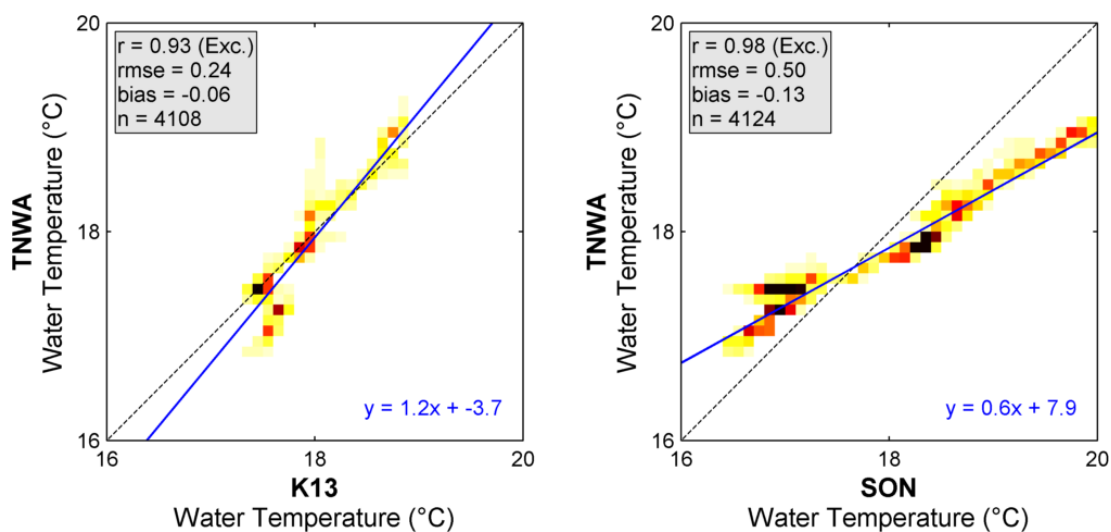 r = 0.93 (Exc.)
rmse = 0.24
bias = -0.06
n = 4108
y = 1.2x + -3.7
20
18
16
16
18
20
TNWA
Water Temperature (°C)
K13
Water Temperature (°C)
r = 0.98 (Exc.)
rmse = 0.50
bias = -0.13
n = 4124
y = 0.6x + 7.9
20
18
16
16
18
20
TNWA
Water Temperature (°C)
SON
Water Temperature (°C)